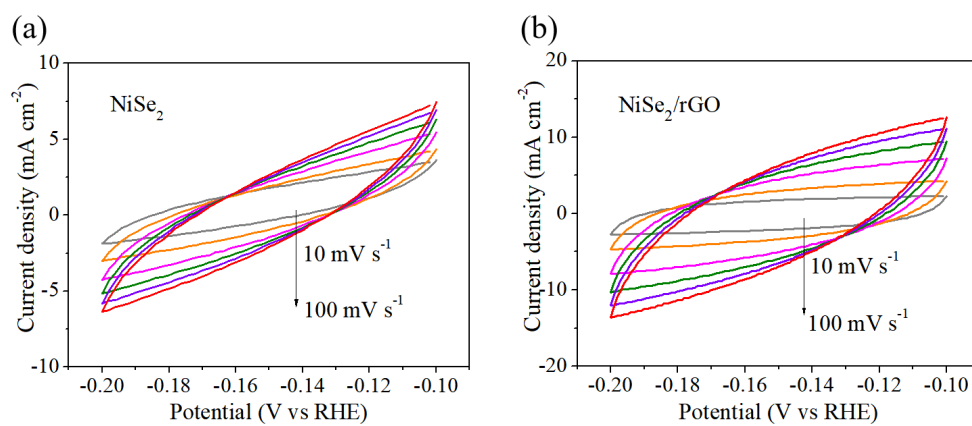 (a)
10
5
0
-5
-10
Current density (mA cm⁻²)
NiSe₂
10 mV s⁻¹
100 mV s⁻¹
-0.20 -0.18 -0.16 -0.14 -0.12 -0.10
Potential (V vs RHE)
(b)
20
10
0
-10
-20
Current density (mA cm⁻²)
NiSe₂/rGO
10 mV s⁻¹
100 mV s⁻¹
-0.20 -0.18 -0.16 -0.14 -0.12 -0.10
Potential (V vs RHE)